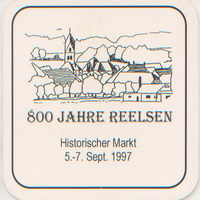 800 JAHRE REELSEN
Historischer Markt
5.-7. Sept. 1997